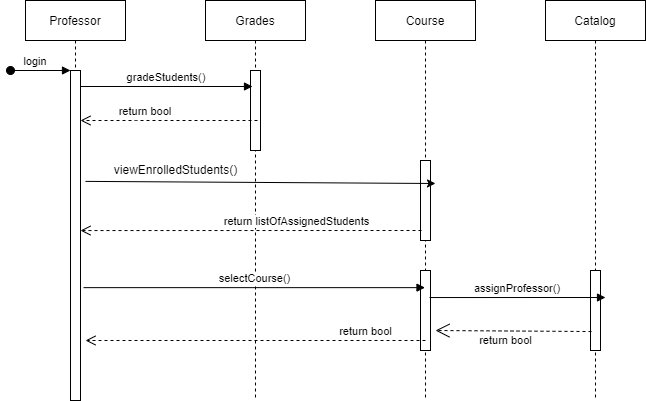 Professor
Grades
Course
Catalog
login
gradeStudents()
return bool
viewEnrolledStudents()
return listOfAssignedStudents
selectCourse()
assignProfessor()
return bool
return bool